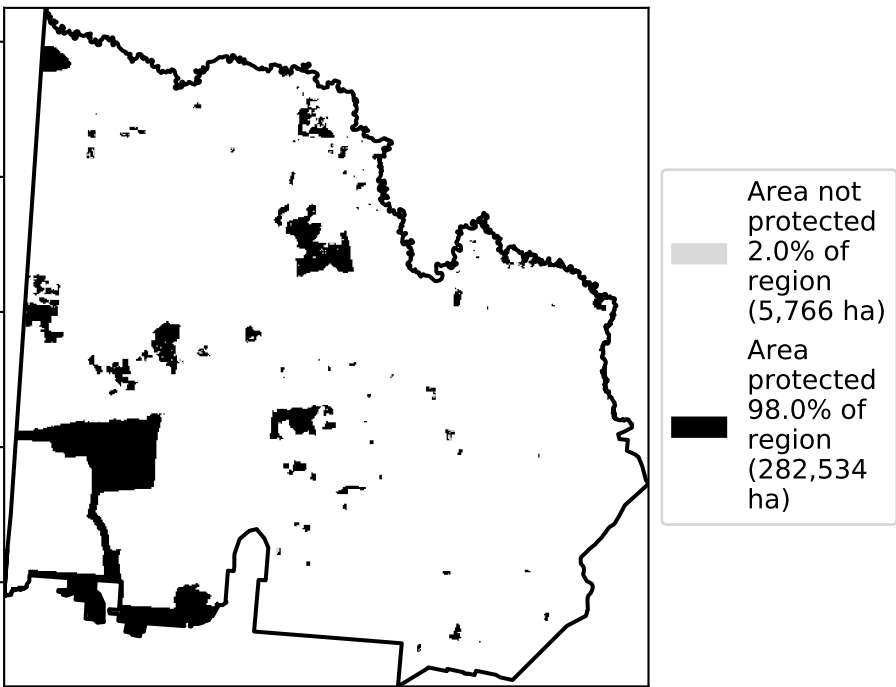 Area not
protected
2.0% of
region
(5,766 ha)
Area
protected
98.0% of
region
(282,534
ha)